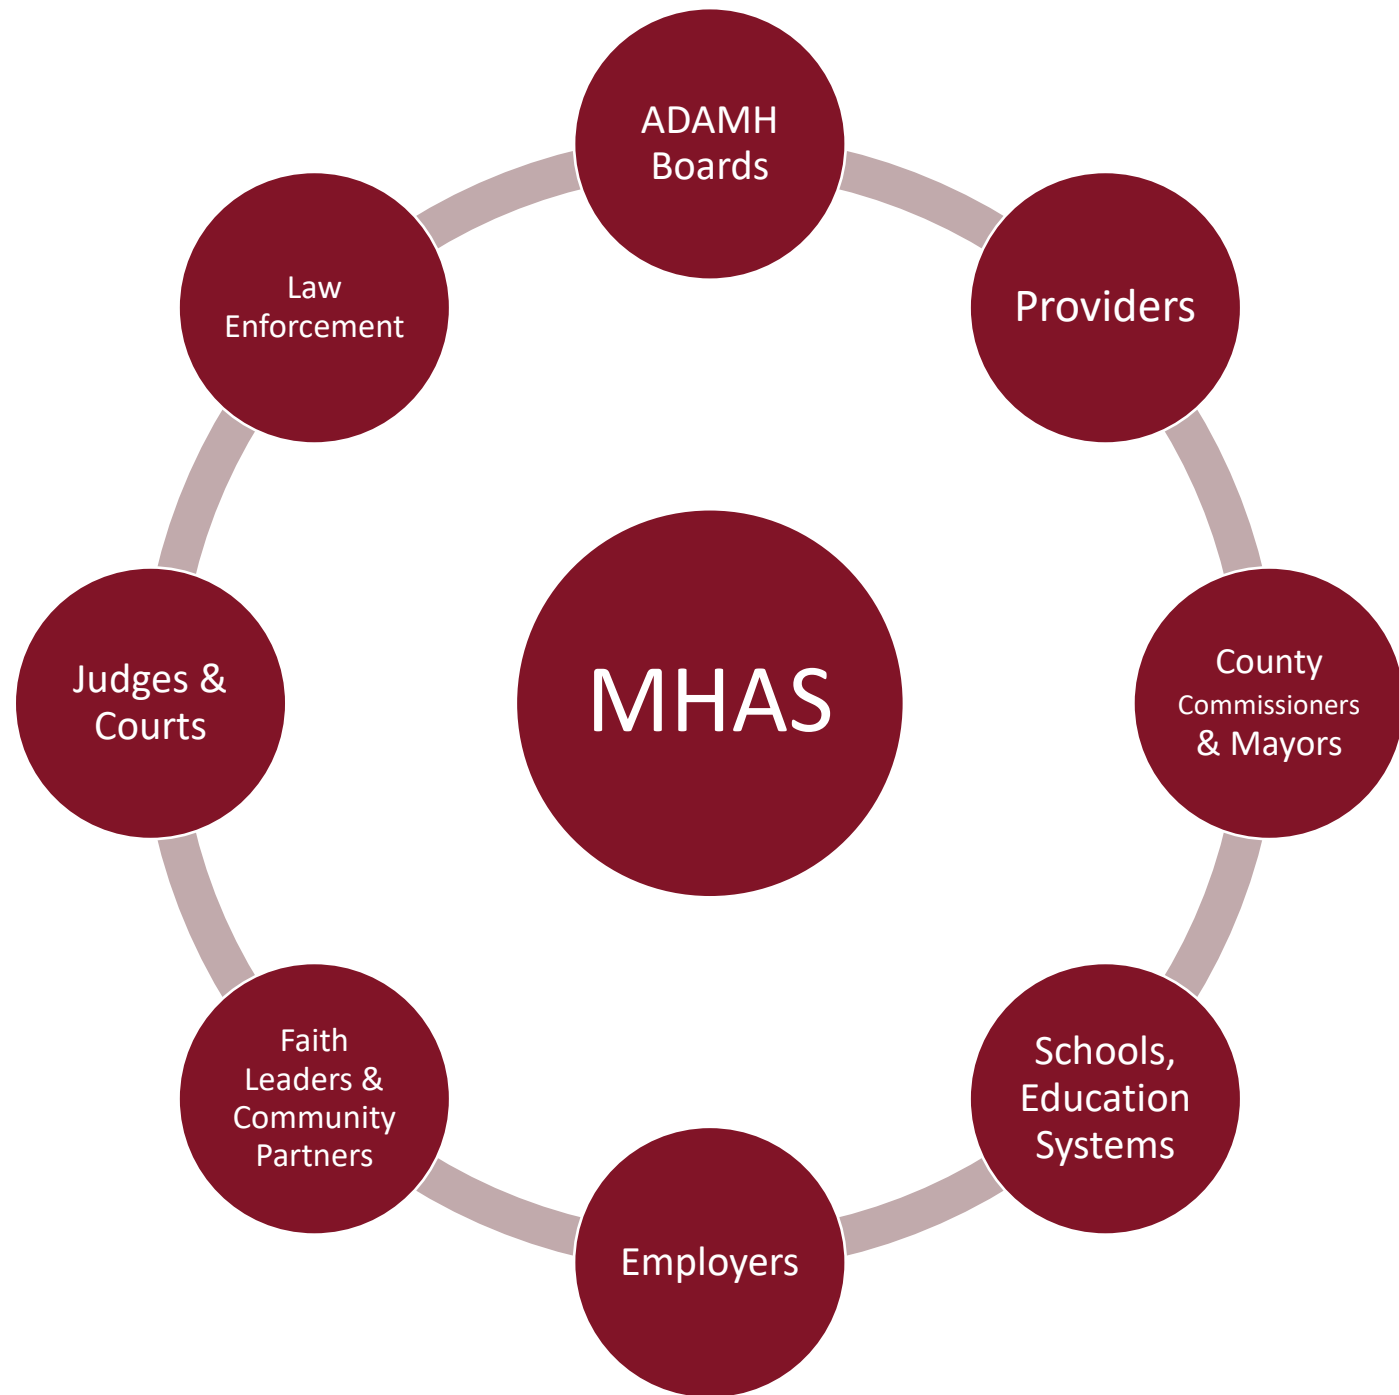 ADAMH
Boards
Providers
County
Commissioners
& Mayors
Schools,
Education
Systems
Employers
Faith
Leaders &
Community
Partners
Judges &
Courts
Law
Enforcement
MHAS